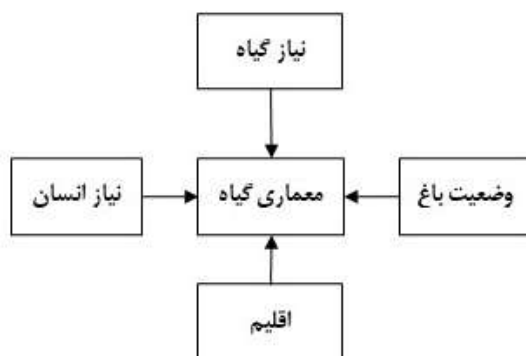 نیاز گیاه
وضعیت باغ
معماری گیاه
نیاز انسان
اقلیم